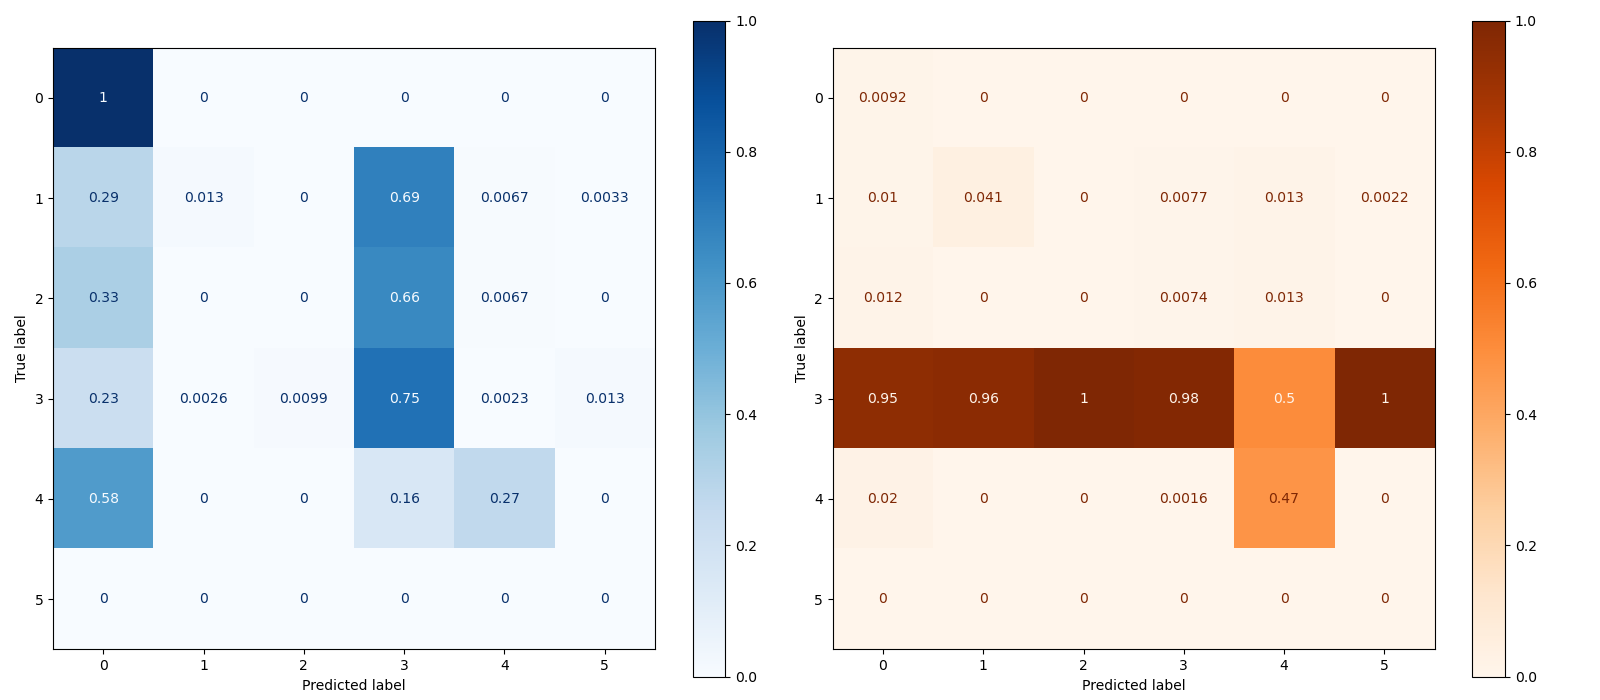 1.0
0 1 0 0 0 0 0
1 0.29 0.013 0 0.69 0.0067 0.0033
0.8
2 0.33 0 0 0.66 0.0067 0
0.6
3 0.23 0.0026 0.0099 0.75 0.0023 0.013
0.4
4 0.58 0 0 0.16 0.27 0
0.2
5 0 0 0 0 0 0
0.0
0 1 2 3 4 5
True label
Predicted label
1.0
0 0.0092 0 0 0 0 0
1 0.01 0.041 0 0.0077 0.013 0.0022
0.8
2 0.012 0 0 0.0074 0.013 0
0.6
3 0.95 0.96 1 0.98 0.5 1
0.4
4 0.02 0 0 0.0016 0.47 0
0.2
5 0 0 0 0 0 0
0.0
0 1 2 3 4 5
True label
Predicted label